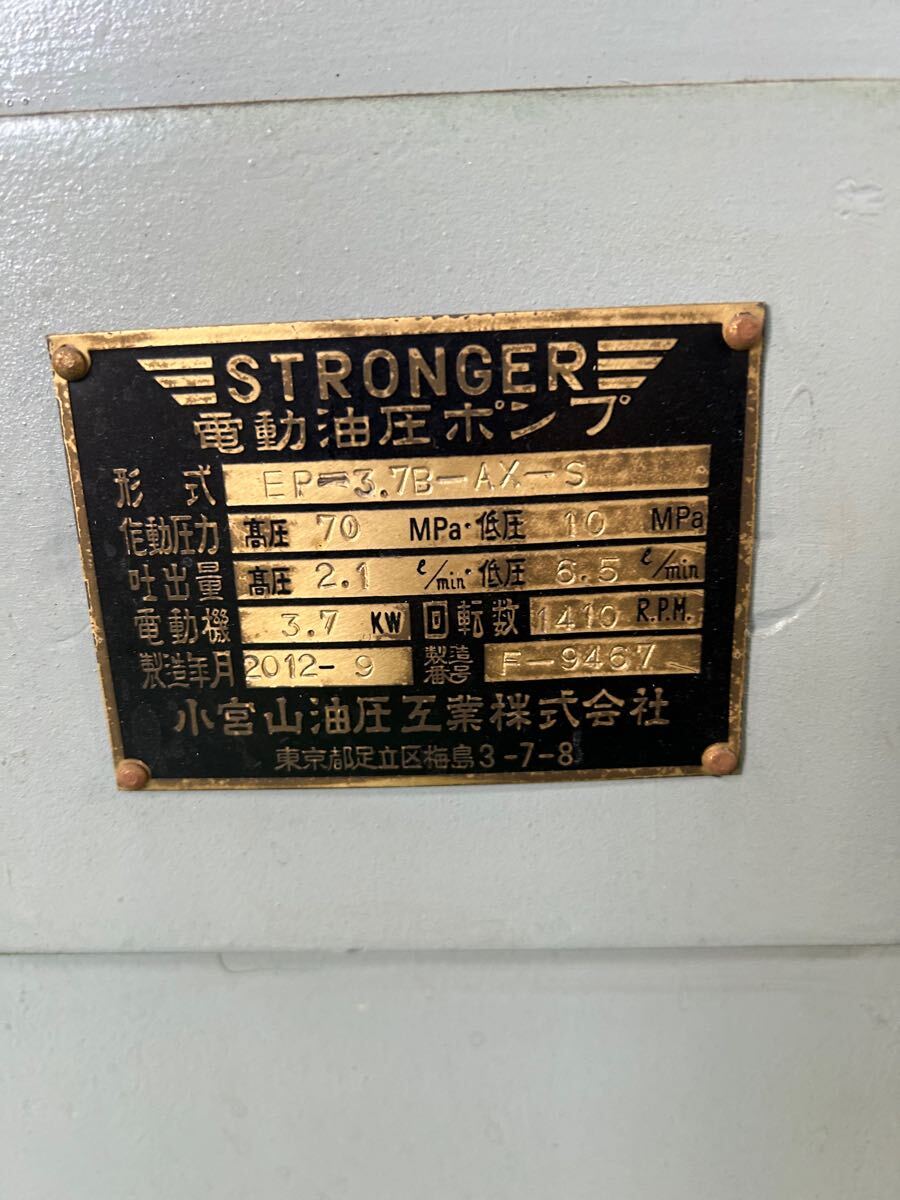 STRONGER
電動油圧ポンプ
形式 EP-3.7B-AX-S
作動圧力 高圧 70 MPa・低圧 10 MPa
吐出量 高圧 2.1 ℓ/min・低圧 6.5 ℓ/min
電動機 3.7 KW 回転数 1410 R.P.M.
製造年月 2012-9 製造番号 F-9467
小宮山油圧工業株式会社
東京都足立区梅島3-7-8